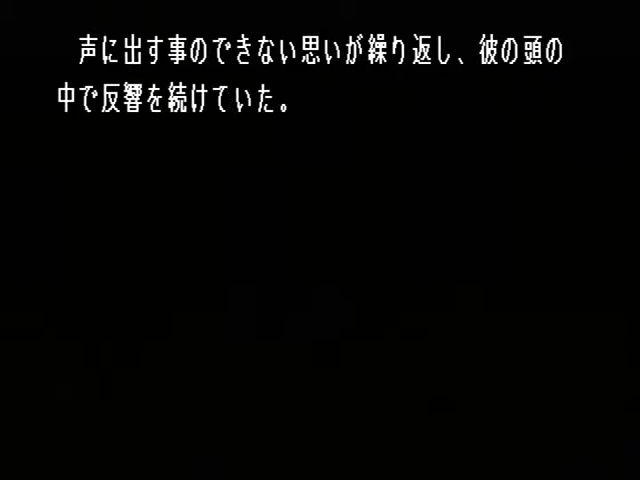 声に出す事のできない思いが繰り返し、彼の頭の
中で反響を続けていた。